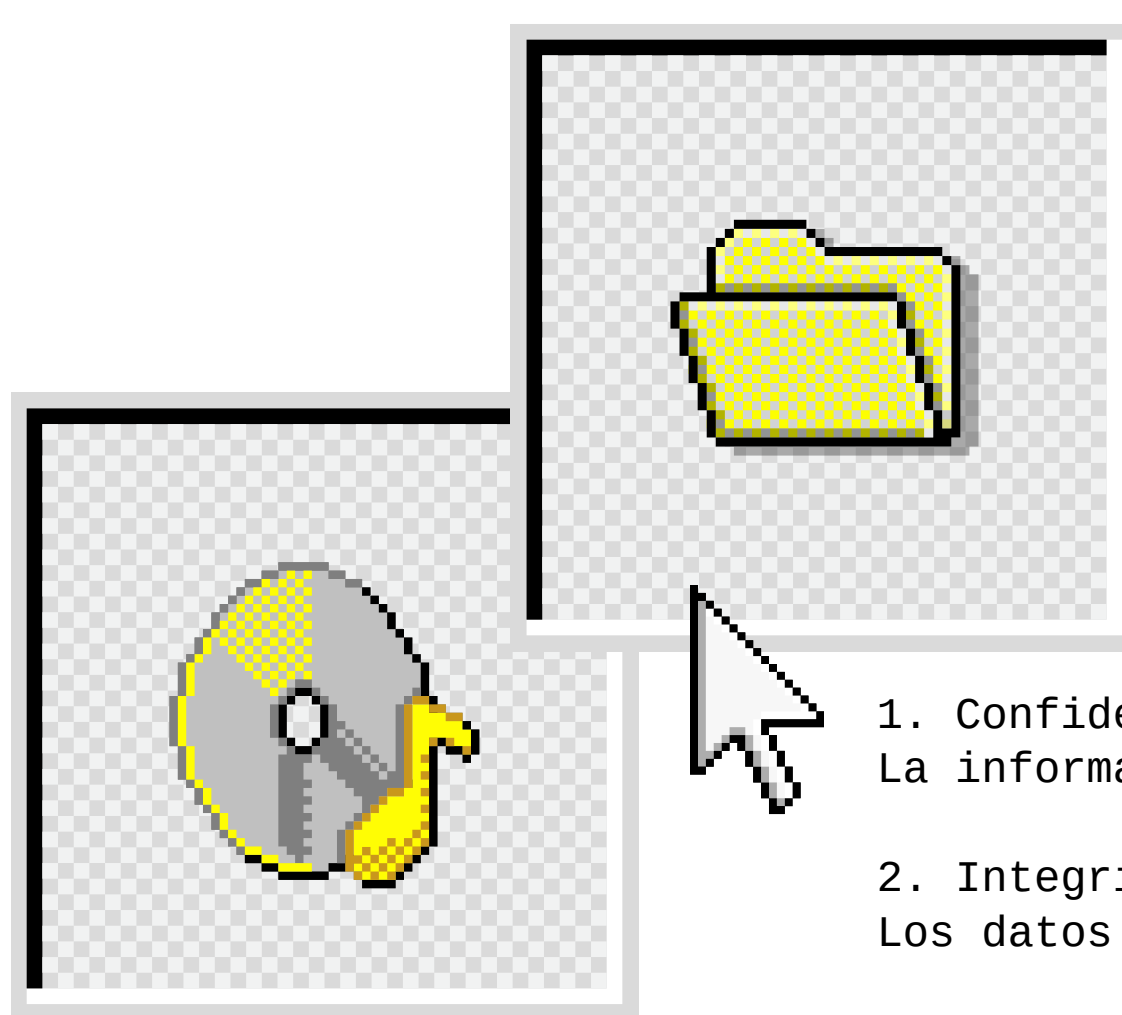 1. Confide
La informa
2. Integri
Los datos